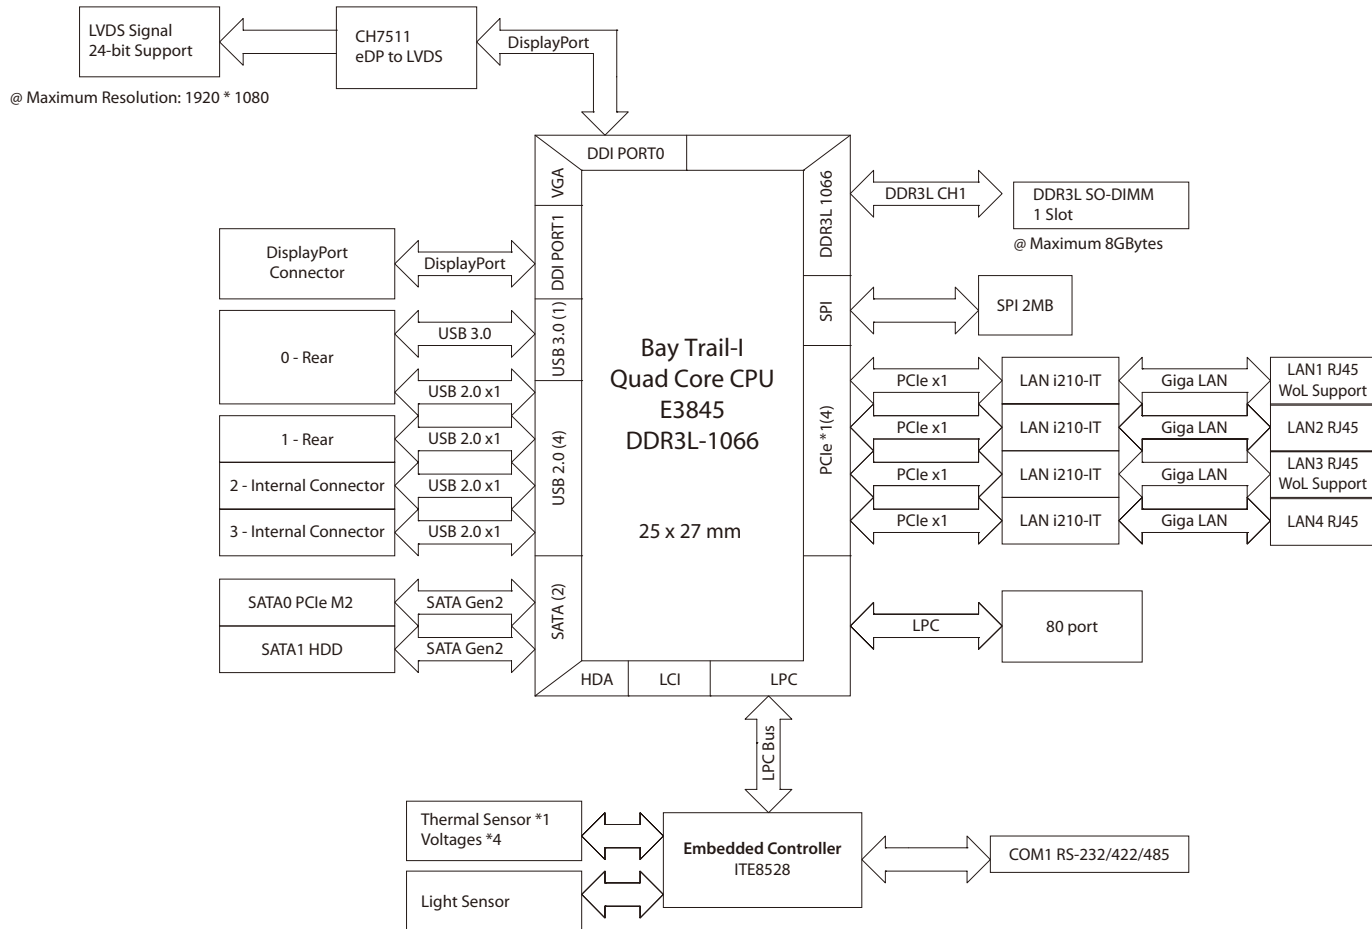 LVDS Signal
24-bit Support
CH7511
eDP to LVDS
DisplayPort
@ Maximum Resolution: 1920 * 1080
DDI PORT0
VGA
DDI PORT1
USB 3.0 (1)
USB 2.0 (4)
SATA (2)
HDA
LCI
LPC
DDR3L 1066
SPI
PCIe *1(4)
Bay Trail-I
Quad Core CPU
E3845
DDR3L-1066
25 x 27 mm
DisplayPort
Connector
DisplayPort
0 - Rear
USB 3.0
USB 2.0 x1
1 - Rear
USB 2.0 x1
2 - Internal Connector
USB 2.0 x1
3 - Internal Connector
USB 2.0 x1
SATA0 PCIe M2
SATA Gen2
SATA1 HDD
SATA Gen2
DDR3L CH1
DDR3L SO-DIMM
1 Slot
@ Maximum 8GBytes
SPI 2MB
PCIe x1
LAN i210-IT
Giga LAN
LAN1 RJ45
WoL Support
PCIe x1
LAN i210-IT
Giga LAN
LAN2 RJ45
PCIe x1
LAN i210-IT
Giga LAN
LAN3 RJ45
WoL Support
PCIe x1
LAN i210-IT
Giga LAN
LAN4 RJ45
LPC
80 port
LPC Bus
Thermal Sensor *1
Voltages *4
Light Sensor
Embedded Controller
ITE8528
COM1 RS-232/422/485